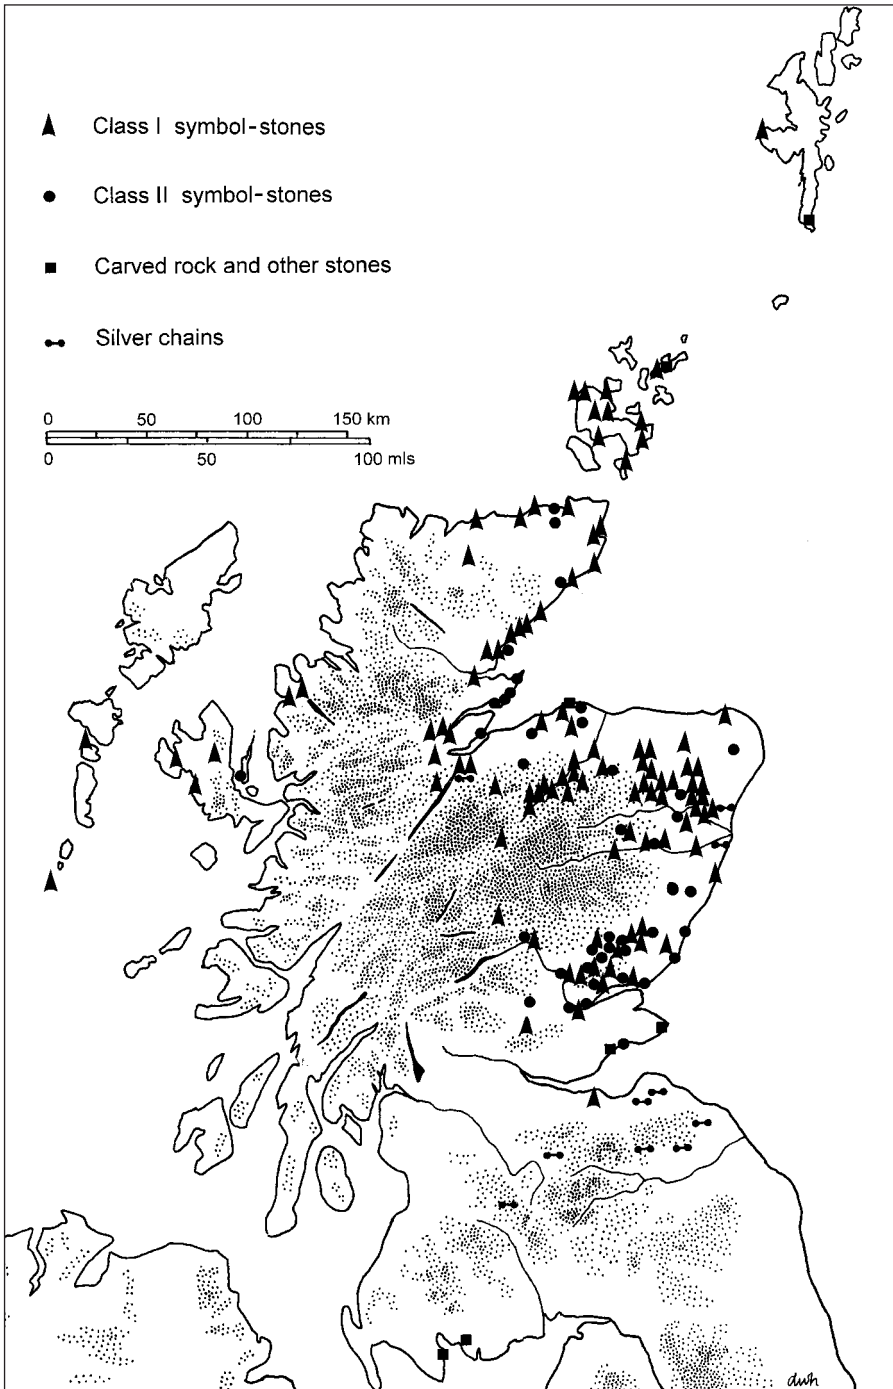 Class I symbol-stones
Class II symbol-stones
Carved rock and other stones
Silver chains
0 50 100 150 km
0 50 100 mls
dwh